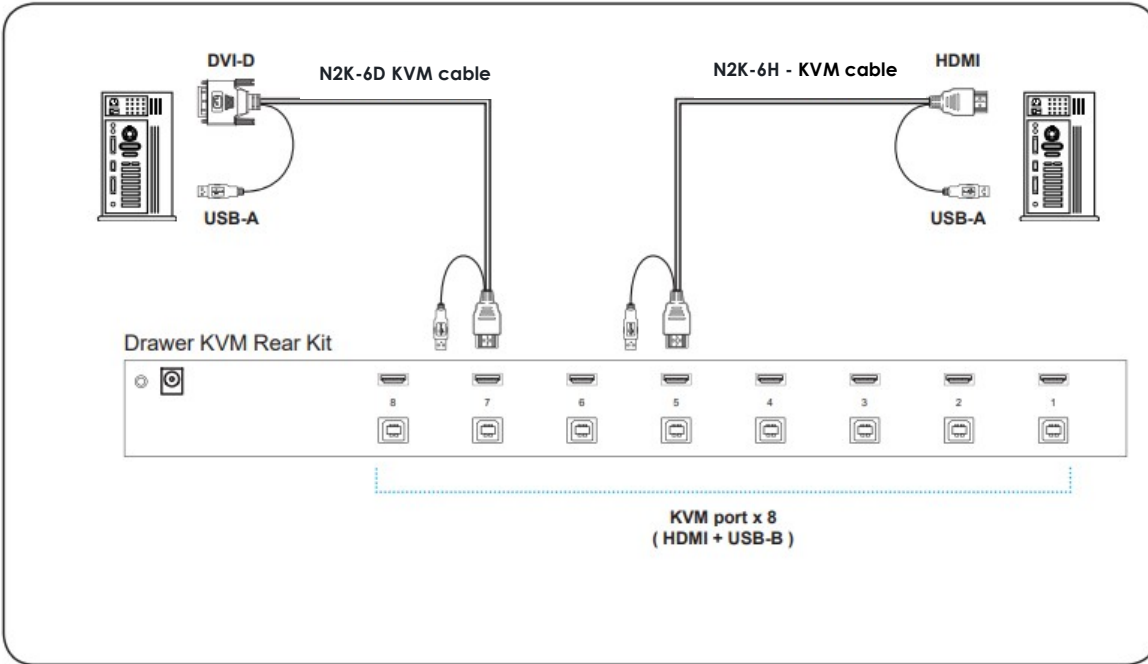 DVI-D
N2K-6D KVM cable
N2K-6H - KVM cable
HDMI
USB-A
USB-A
Drawer KVM Rear Kit
8 7 6 5 4 3 2 1
KVM port x 8
( HDMI + USB-B )